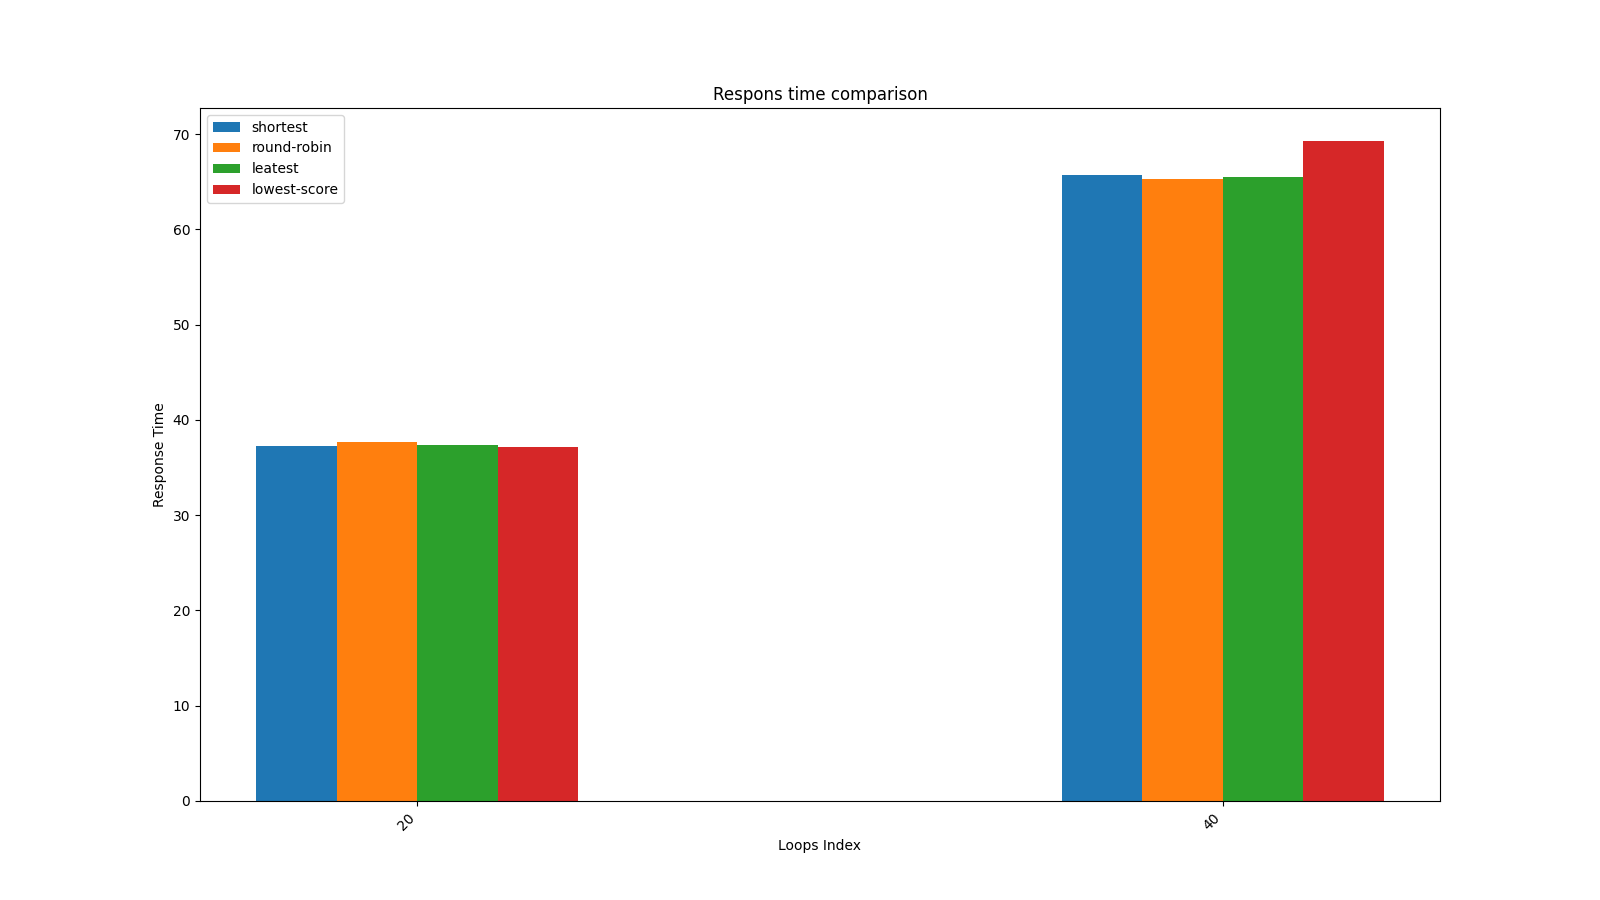 Respons time comparison
shortest
round-robin
leatest
lowest-score
70
60
50
40
30
20
10
0
Response Time
20
40
Loops Index